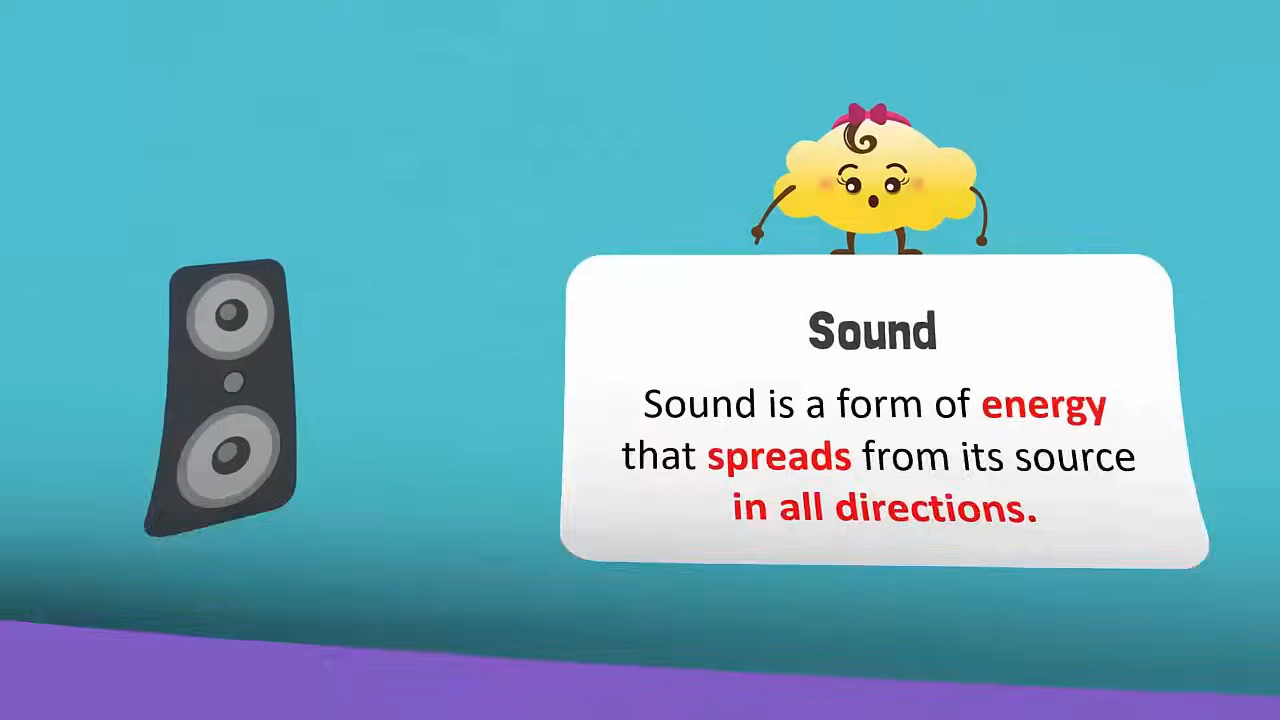 Sound
Sound is a form of energy
that spreads from its source
in all directions.